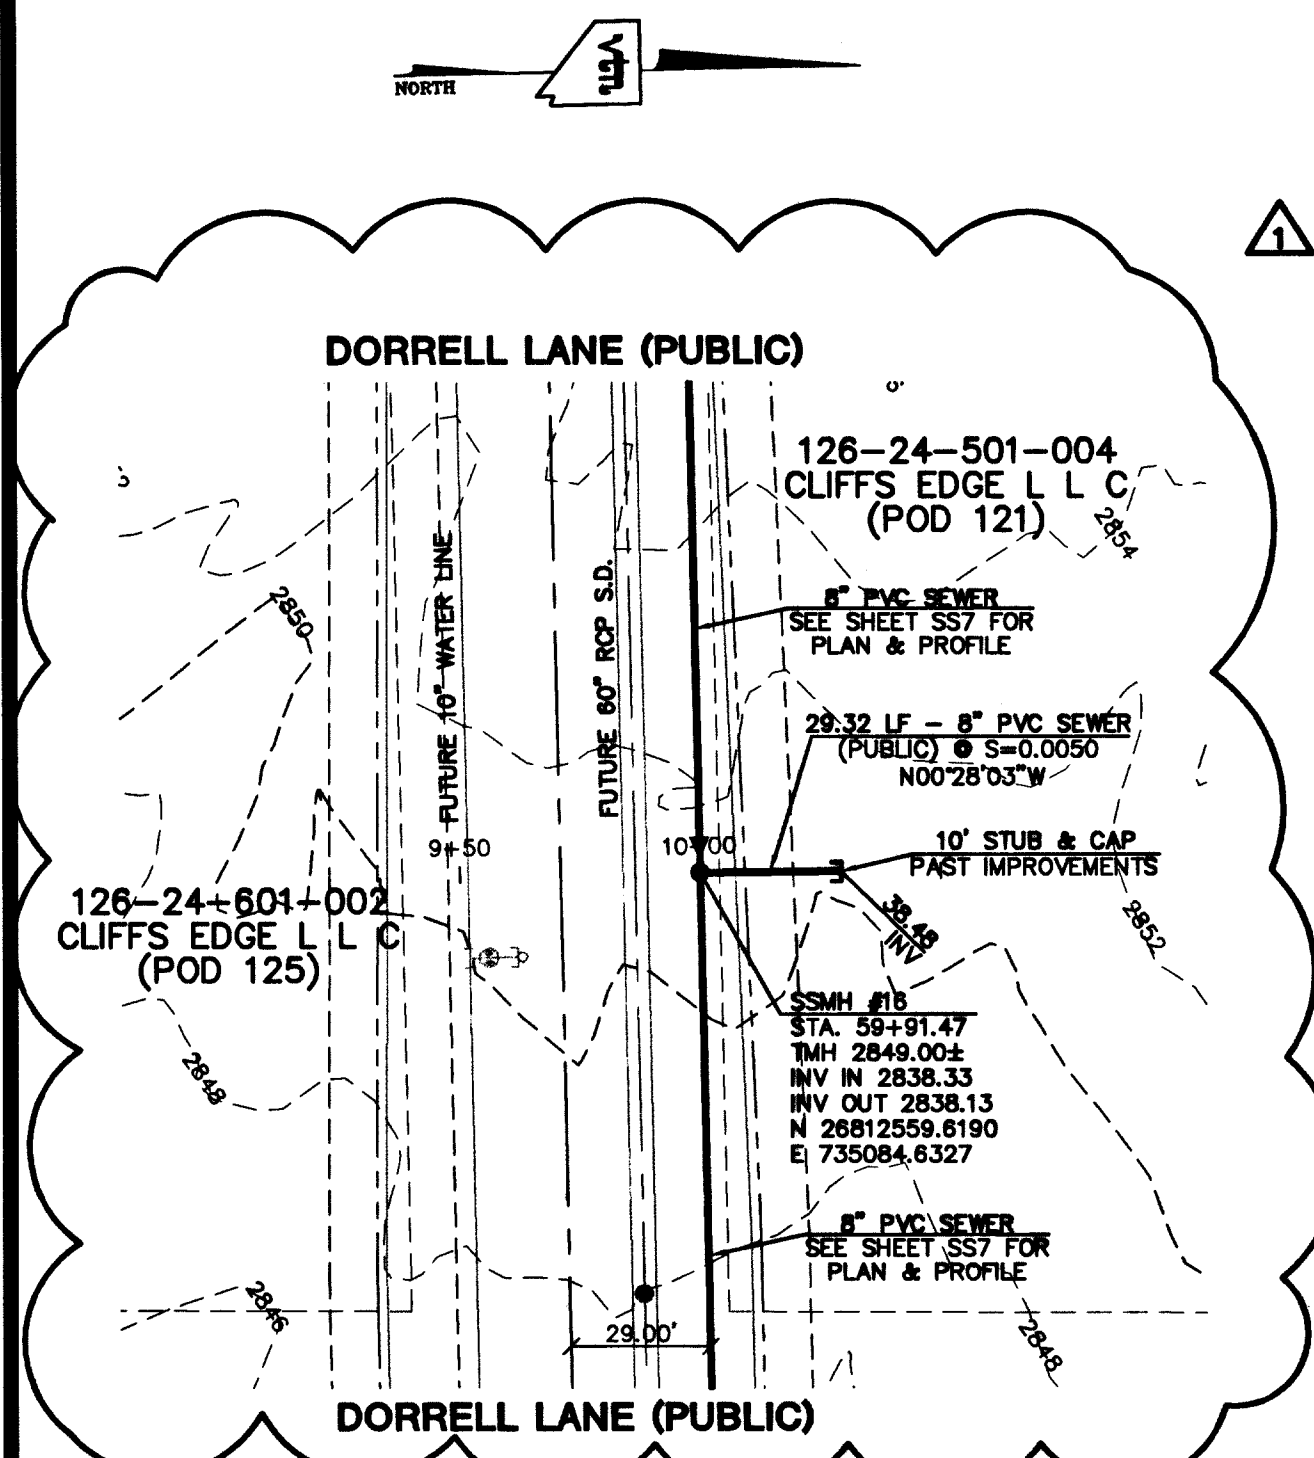 vtn
NORTH
1
DORRELL LANE (PUBLIC)
126-24-501-004
CLIFFS EDGE L L C
(POD 121)
2854
2850
FUTURE 10" WATER LINE
FUTURE 60" RCP S.D.
8" PVC SEWER
SEE SHEET SS7 FOR
PLAN & PROFILE
29.32 LF - 8" PVC SEWER
(PUBLIC) @ S=0.0050
N00°28'03"W
9+50
10+00
10' STUB & CAP
PAST IMPROVEMENTS
126-24-601-002
CLIFFS EDGE L L C
(POD 125)
38.48
INV
2852
SSMH #16
STA. 59+91.47
TMH 2849.00±
INV IN 2838.33
INV OUT 2838.13
N 26812559.6190
E 735084.6327
2848
8" PVC SEWER
SEE SHEET SS7 FOR
PLAN & PROFILE
2846
29.00'
2848
DORRELL LANE (PUBLIC)